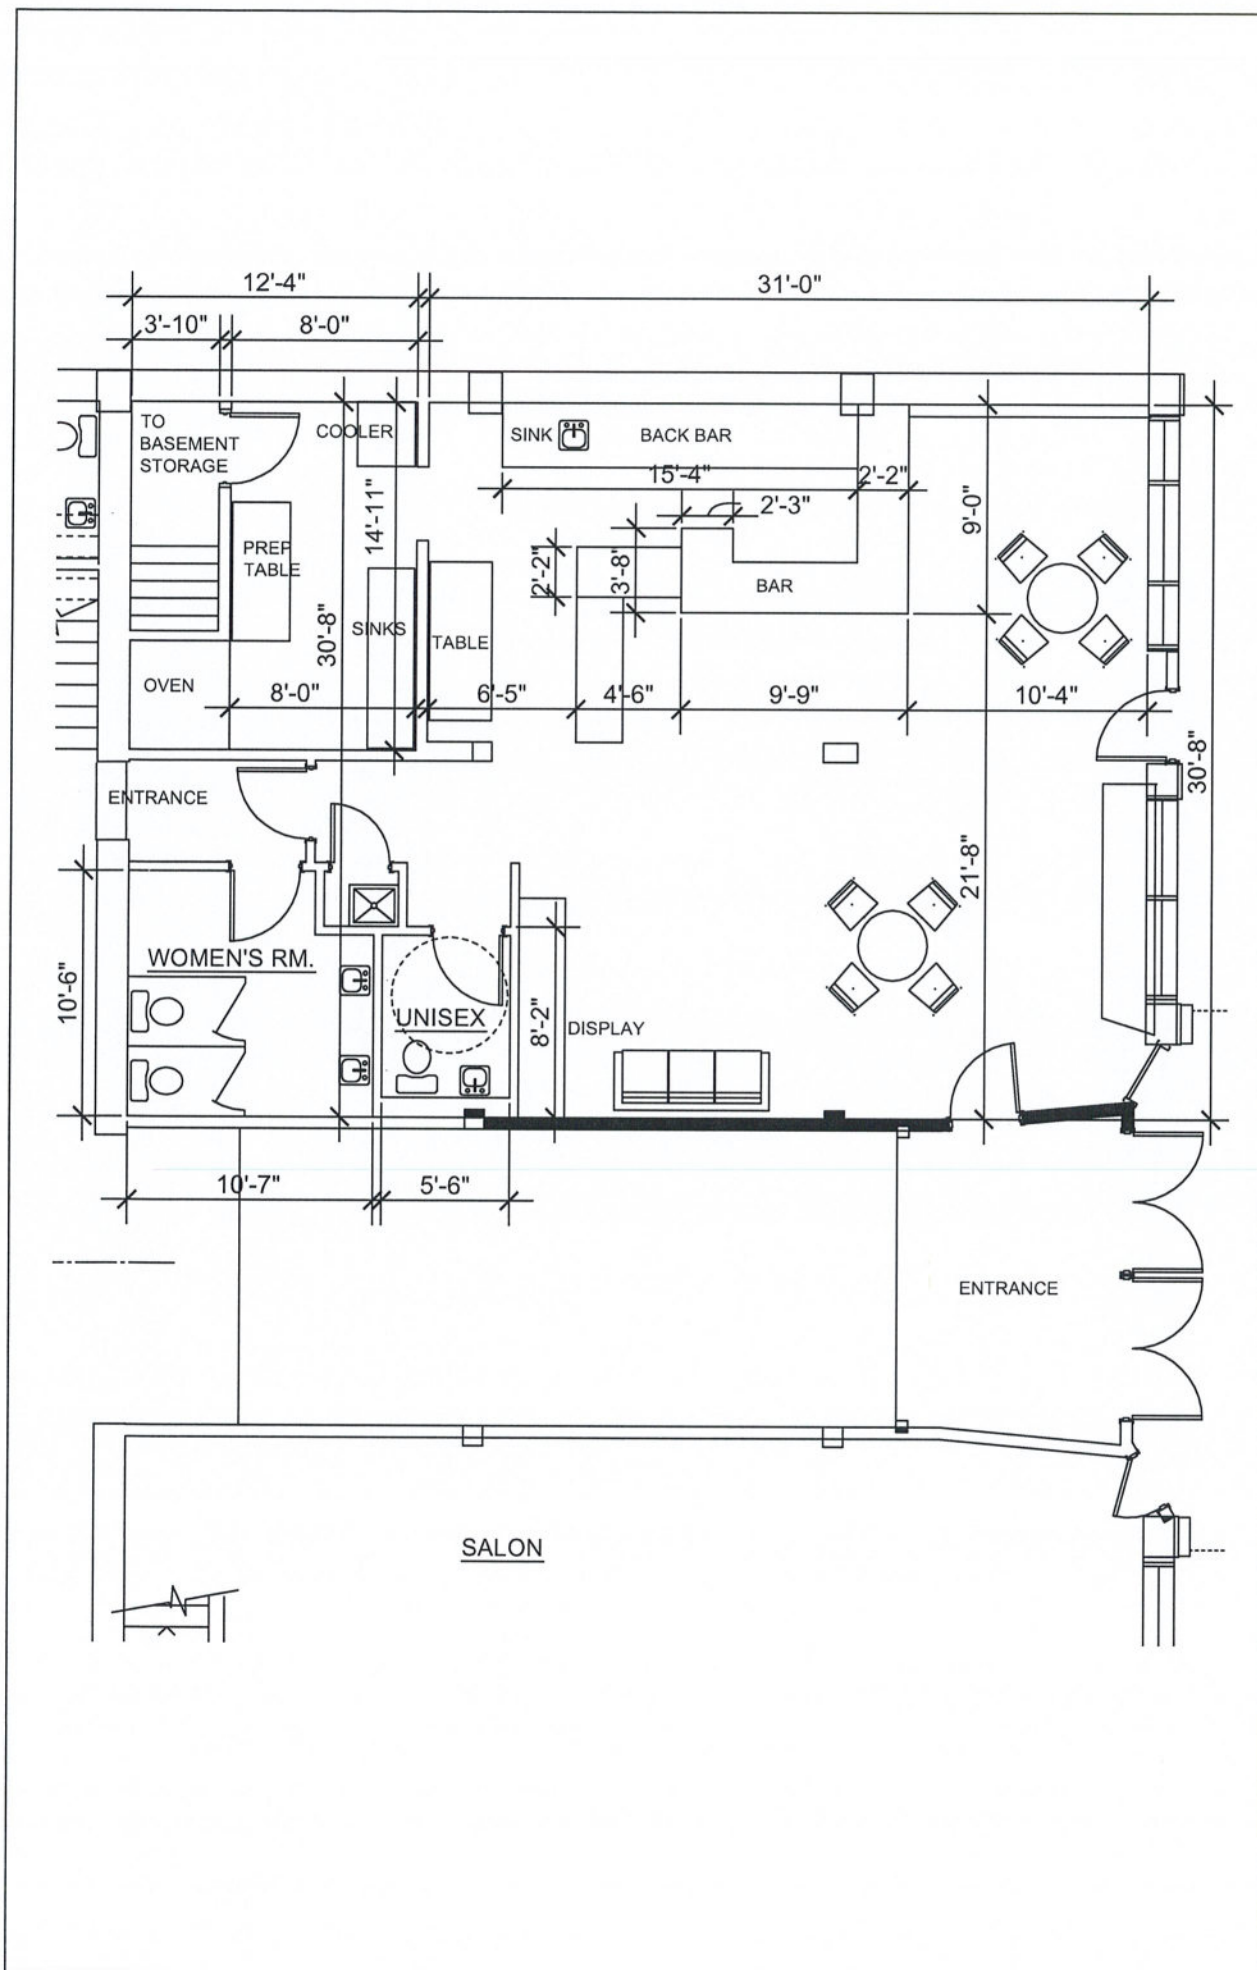 12'-4"
31'-0"
3'-10"
8'-0"
TO
BASEMENT
STORAGE
COOLER
SINK
BACK BAR
15'-4"
2'-2"
2'-3"
14'-11"
9'-0"
PREP
TABLE
2'-2"
3'-8"
BAR
30'-8"
SINKS
TABLE
OVEN
8'-0"
6'-5"
4'-6"
9'-9"
10'-4"
30'-8"
ENTRANCE
21'-8"
WOMEN'S RM.
10'-6"
UNISEX
8'-2"
DISPLAY
10'-7"
5'-6"
ENTRANCE
SALON
N